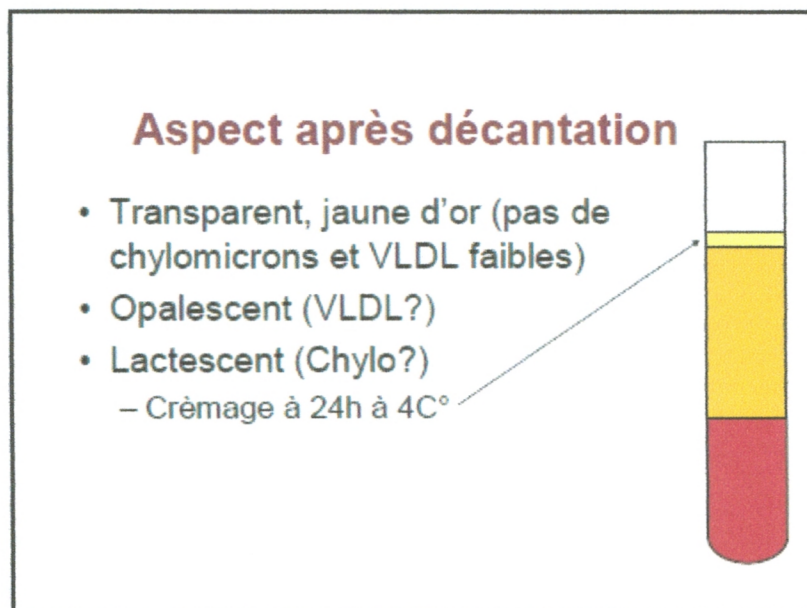 Aspect après décantation
• Transparent, jaune d'or (pas de
chylomicrons et VLDL faibles)
• Opalescent (VLDL?)
• Lactescent (Chylo?)
– Crèmage à 24h à 4C°